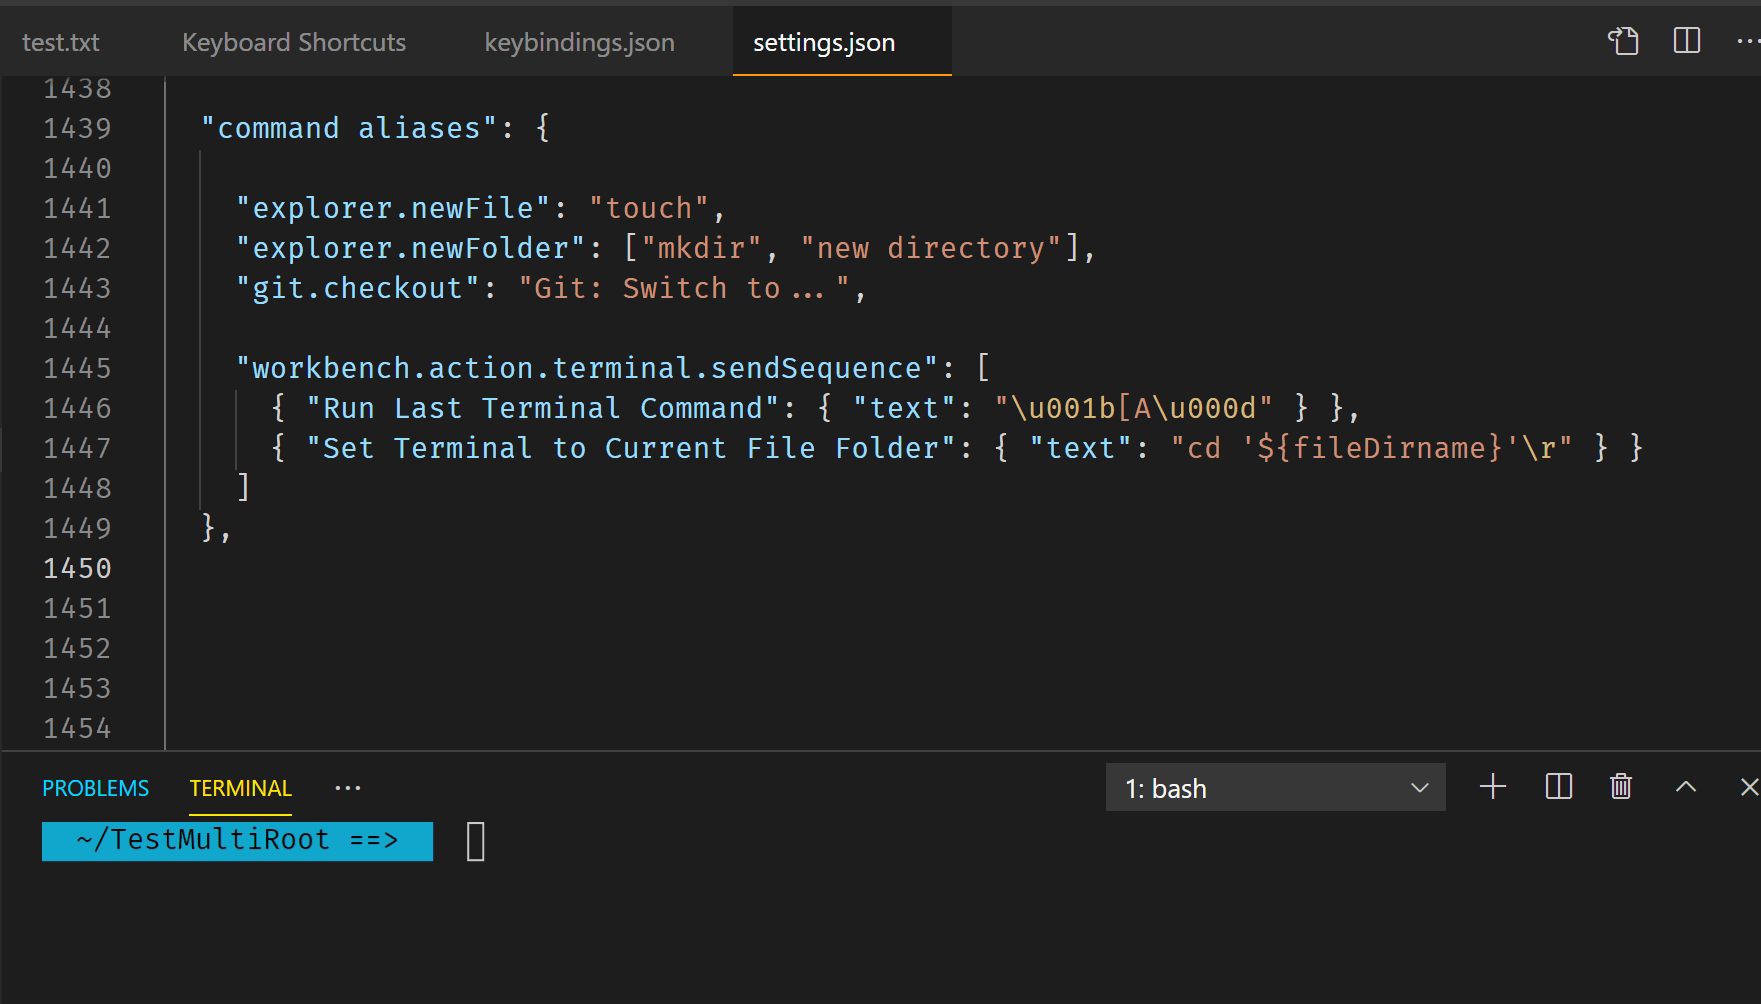 test.txt Keyboard Shortcuts keybindings.json settings.json ...
1438
1439 "command aliases": {
1440
1441 "explorer.newFile": "touch",
1442 "explorer.newFolder": ["mkdir", "new directory"],
1443 "git.checkout": "Git: Switch to...",
1444
1445 "workbench.action.terminal.sendSequence": [
1446 { "Run Last Terminal Command": { "text": "\u001b[A\u000d" } },
1447 { "Set Terminal to Current File Folder": { "text": "cd '${fileDirname}'\r" } }
1448 ]
1449 },
1450
1451
1452
1453
1454
PROBLEMS TERMINAL ... 1: bash
~/TestMultiRoot ==>